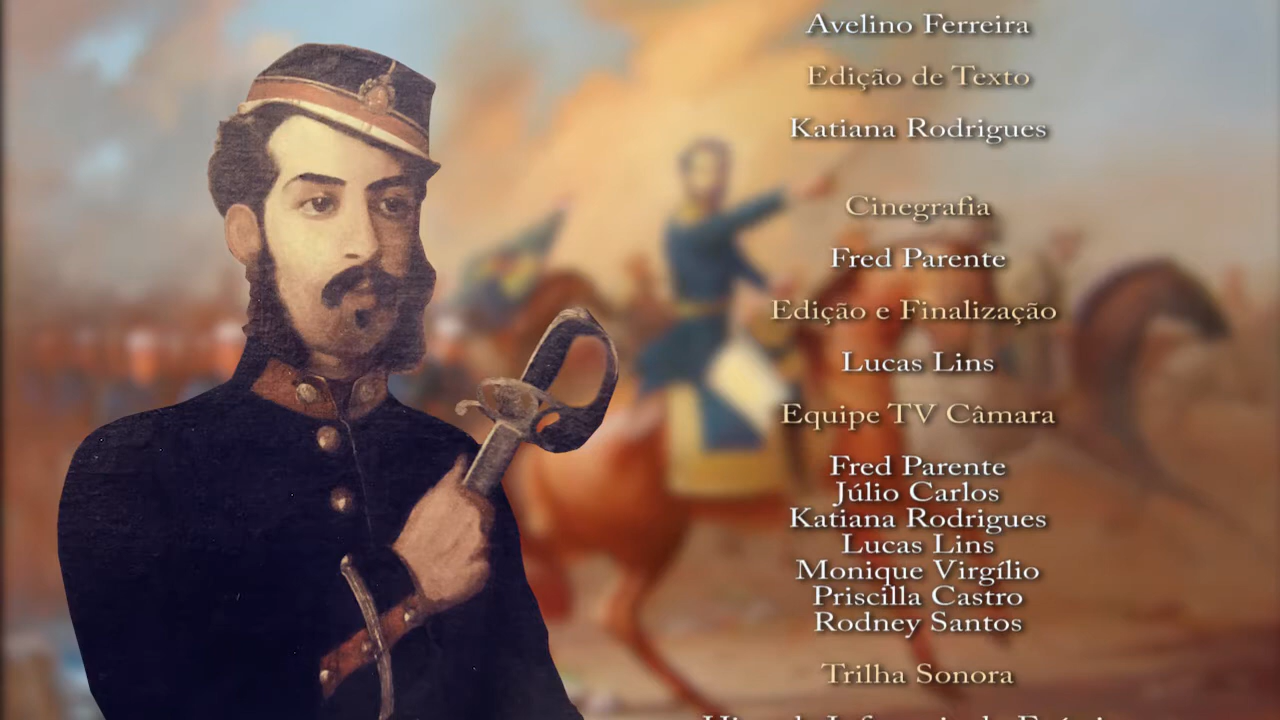 Avelino Ferreira
Edição de Texto
Katiana Rodrigues
Cinegrafia
Fred Parente
Edição e Finalização
Lucas Lins
Equipe TV Câmara
Fred Parente
Júlio Carlos
Katiana Rodrigues
Lucas Lins
Monique Virgílio
Priscilla Castro
Rodney Santos
Trilha Sonora